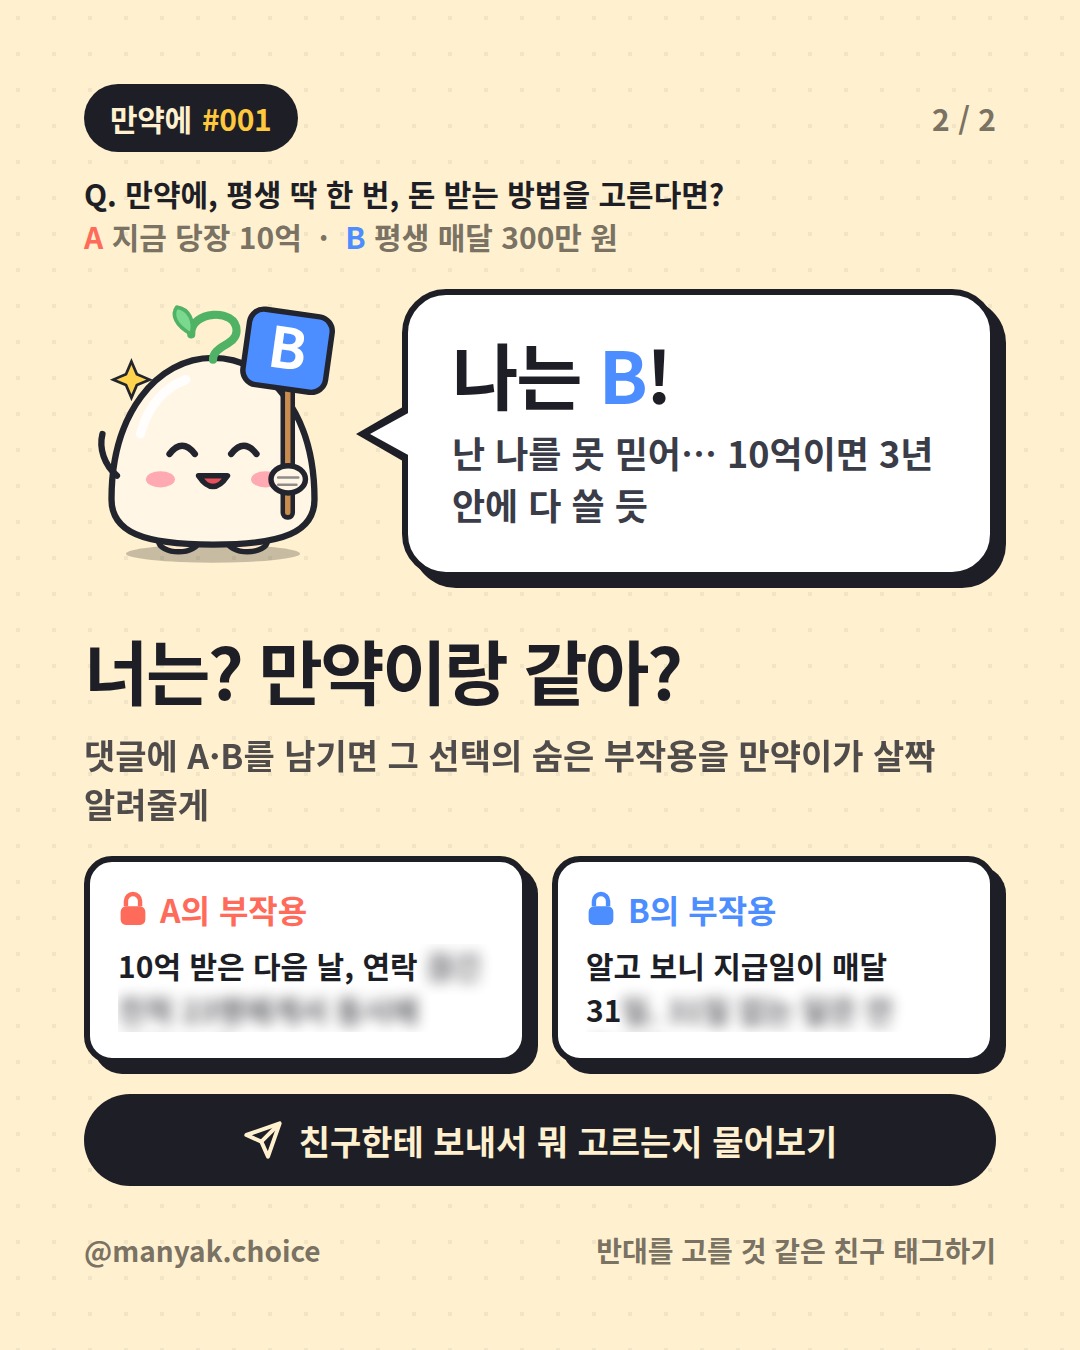 만약에 #001
2 / 2
Q. 만약에, 평생 딱 한 번, 돈 받는 방법을 고른다면?
A 지금 당장 10억 · B 평생 매달 300만 원
B
나는 B!
난 나를 못 믿어… 10억이면 3년
안에 다 쓸 듯
너는? 만약이랑 같아?
댓글에 A·B를 남기면 그 선택의 숨은 부작용을 만약이가 살짝
알려줄게
A의 부작용
10억 받은 다음 날, 연락
B의 부작용
알고 보니 지급일이 매달
31
친구한테 보내서 뭐 고르는지 물어보기
@manyak.choice
반대를 고를 것 같은 친구 태그하기